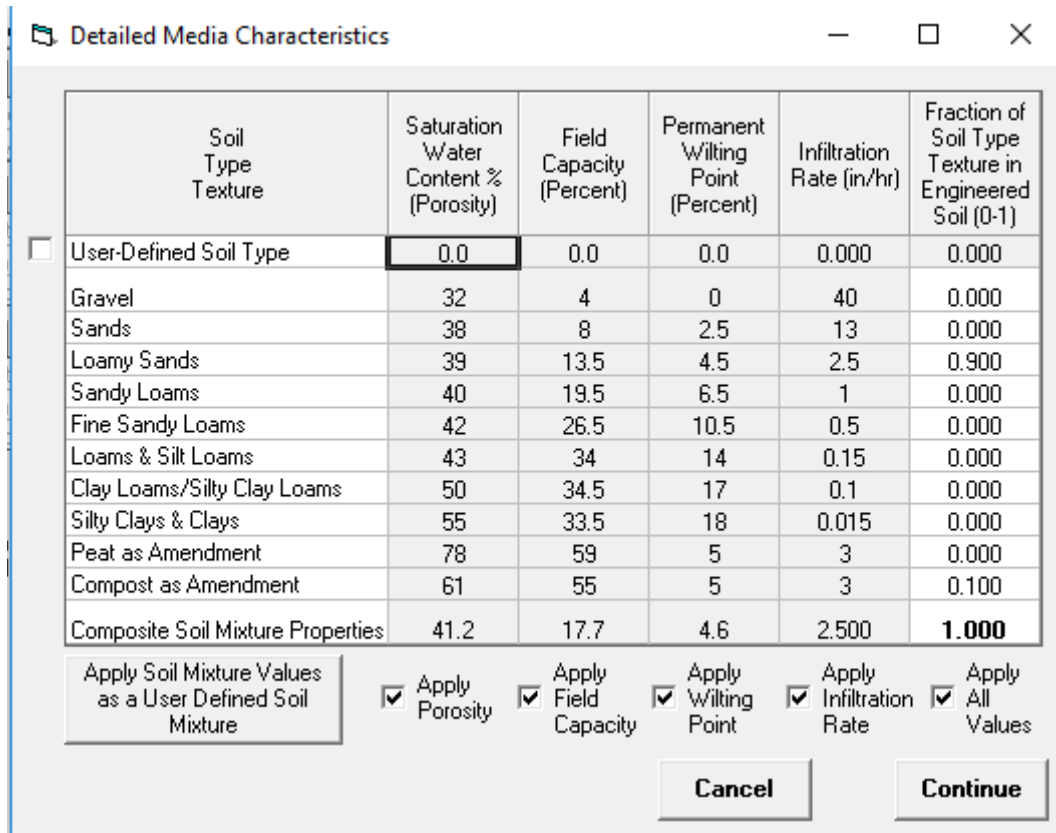 Detailed Media Characteristics
Soil Type Texture
Saturation Water Content % (Porosity)
Field Capacity (Percent)
Permanent Wilting Point (Percent)
Infiltration Rate (in/hr)
Fraction of Soil Type Texture in Engineered Soil (0-1)
User-Defined Soil Type 0.0 0.0 0.0 0.000 0.000
Gravel 32 4 0 40 0.000
Sands 38 8 2.5 13 0.000
Loamy Sands 39 13.5 4.5 2.5 0.900
Sandy Loams 40 19.5 6.5 1 0.000
Fine Sandy Loams 42 26.5 10.5 0.5 0.000
Loams & Silt Loams 43 34 14 0.15 0.000
Clay Loams/Silty Clay Loams 50 34.5 17 0.1 0.000
Silty Clays & Clays 55 33.5 18 0.015 0.000
Peat as Amendment 78 59 5 3 0.000
Compost as Amendment 61 55 5 3 0.100
Composite Soil Mixture Properties 41.2 17.7 4.6 2.500 1.000
Apply Soil Mixture Values as a User Defined Soil Mixture
Apply Porosity
Apply Field Capacity
Apply Wilting Point
Apply Infiltration Rate
Apply All Values
Cancel
Continue